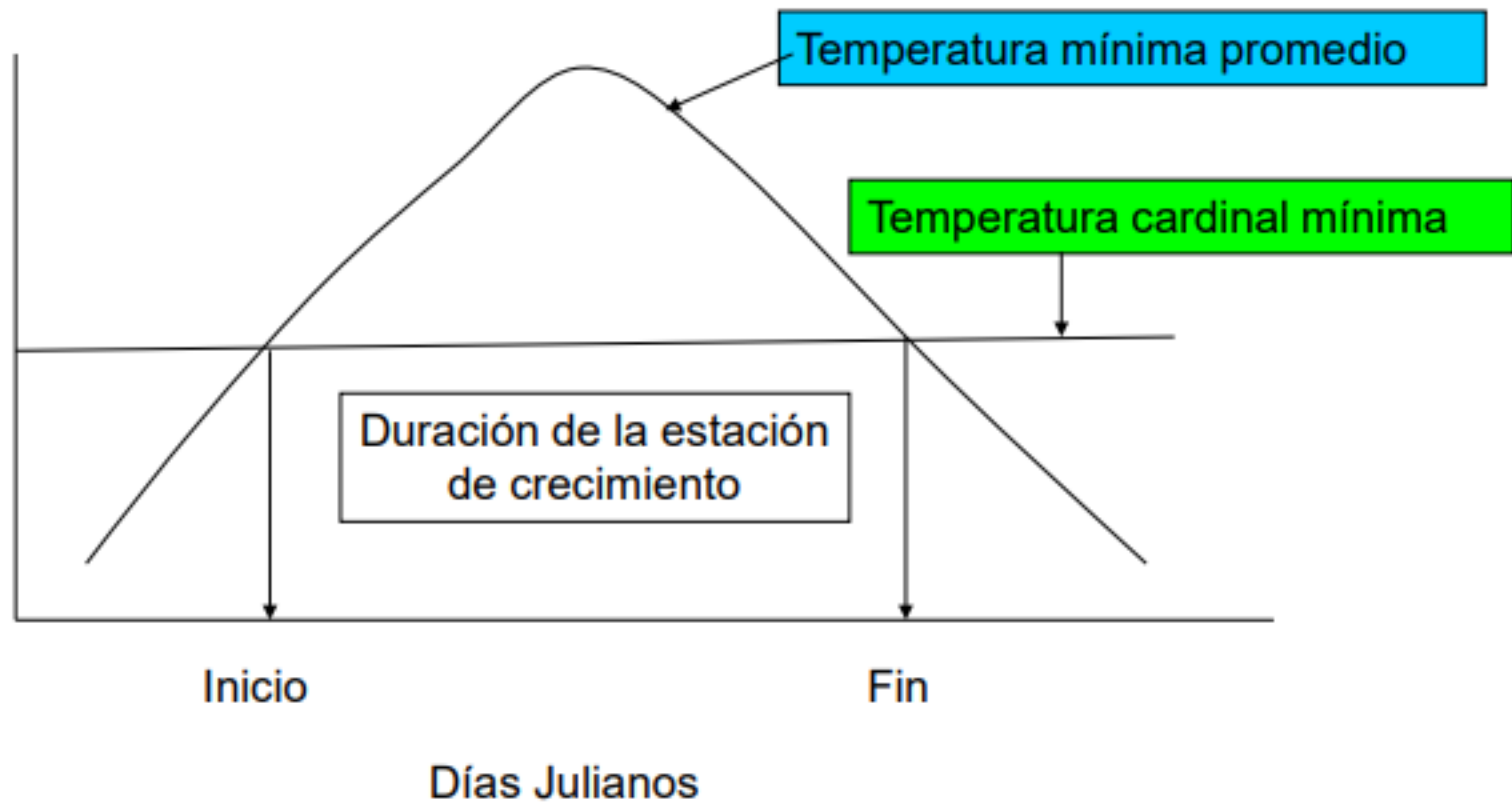 Temperatura mínima promedio
Temperatura cardinal mínima
Duración de la estación
de crecimiento
Inicio
Fin
Días Julianos